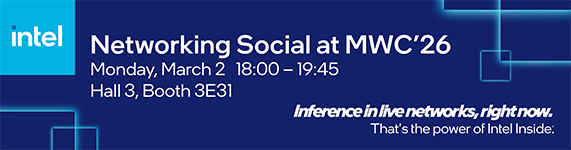 intel
Networking Social at MWC'26
Monday, March 2 18:00 – 19:45
Hall 3, Booth 3E31
Inference in live networks, right now.
That's the power of Intel Inside.